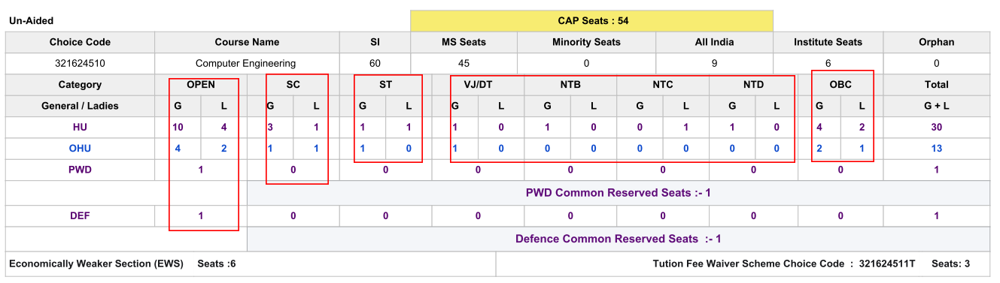 Un-Aided CAP Seats : 54
Choice Code Course Name SI MS Seats Minority Seats All India Institute Seats Orphan
321624510 Computer Engineering 60 45 0 9 6 0
Category OPEN SC ST VJ/DT NTB NTC NTD OBC Total
General / Ladies G L G L G L G L G L G L G L G L G + L
HU 10 4 3 1 1 1 1 0 1 0 0 1 1 0 4 2 30
OHU 4 2 1 1 1 0 1 0 0 0 0 0 0 0 2 1 13
PWD 1 0 0 0 0 0 0 0 1
PWD Common Reserved Seats :- 1
DEF 1 0 0 0 0 0 0 0 1
Defence Common Reserved Seats :- 1
Economically Weaker Section (EWS) Seats :6 Tution Fee Waiver Scheme Choice Code : 321624511T Seats: 3